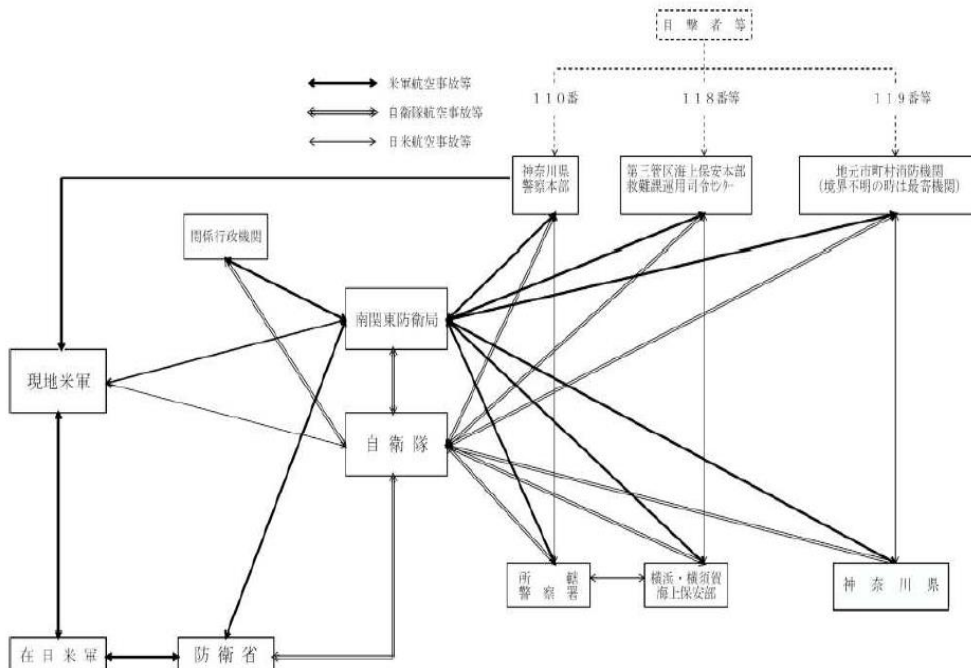 目撃者等
米軍航空事故等
自衛隊航空事故等
日米航空事故等
110番
118番等
119番等
神奈川県
警察本部
第三管区海上保安本部
救難課運用司令センター
地元市町村消防機関
(境界不明の時は最寄機関)
関係行政機関
南関東防衛局
現地米軍
自衛隊
所轄
警察署
横浜・横須賀
海上保安部
神奈川県
在日米軍
防衛省